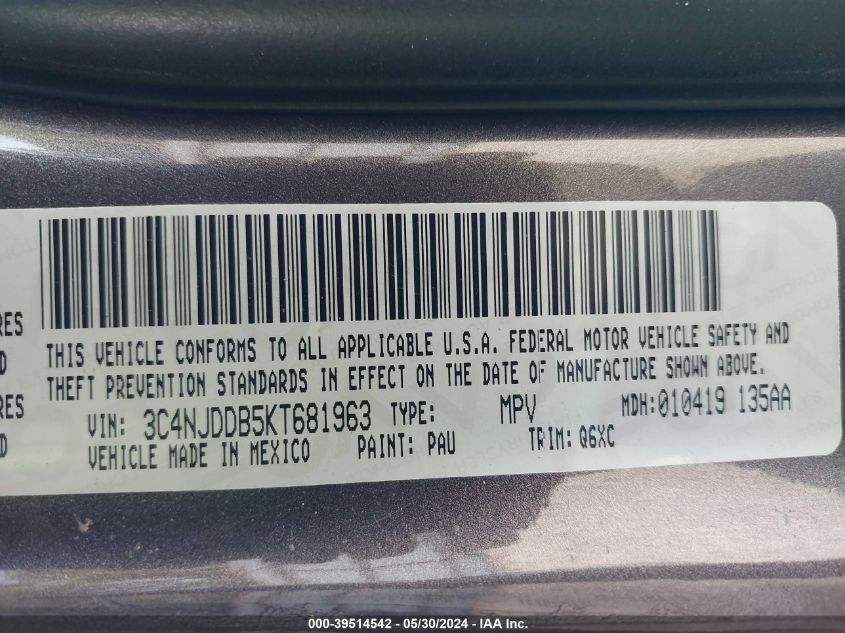 RES
THIS VEHICLE CONFORMS TO ALL APPLICABLE U.S.A. FEDERAL MOTOR VEHICLE SAFETY AND
D
THEFT PREVENTION STANDARDS IN EFFECT ON THE DATE OF MANUFACTURE SHOWN ABOVE.
RES
VIN: 3C4NJDDB5KT681963 TYPE: MPV MDH:010419 135AA
D
VEHICLE MADE IN MEXICO PAINT: PAU TRIM: Q6XC
000-39514542 - 05/30/2024 - IAA Inc.